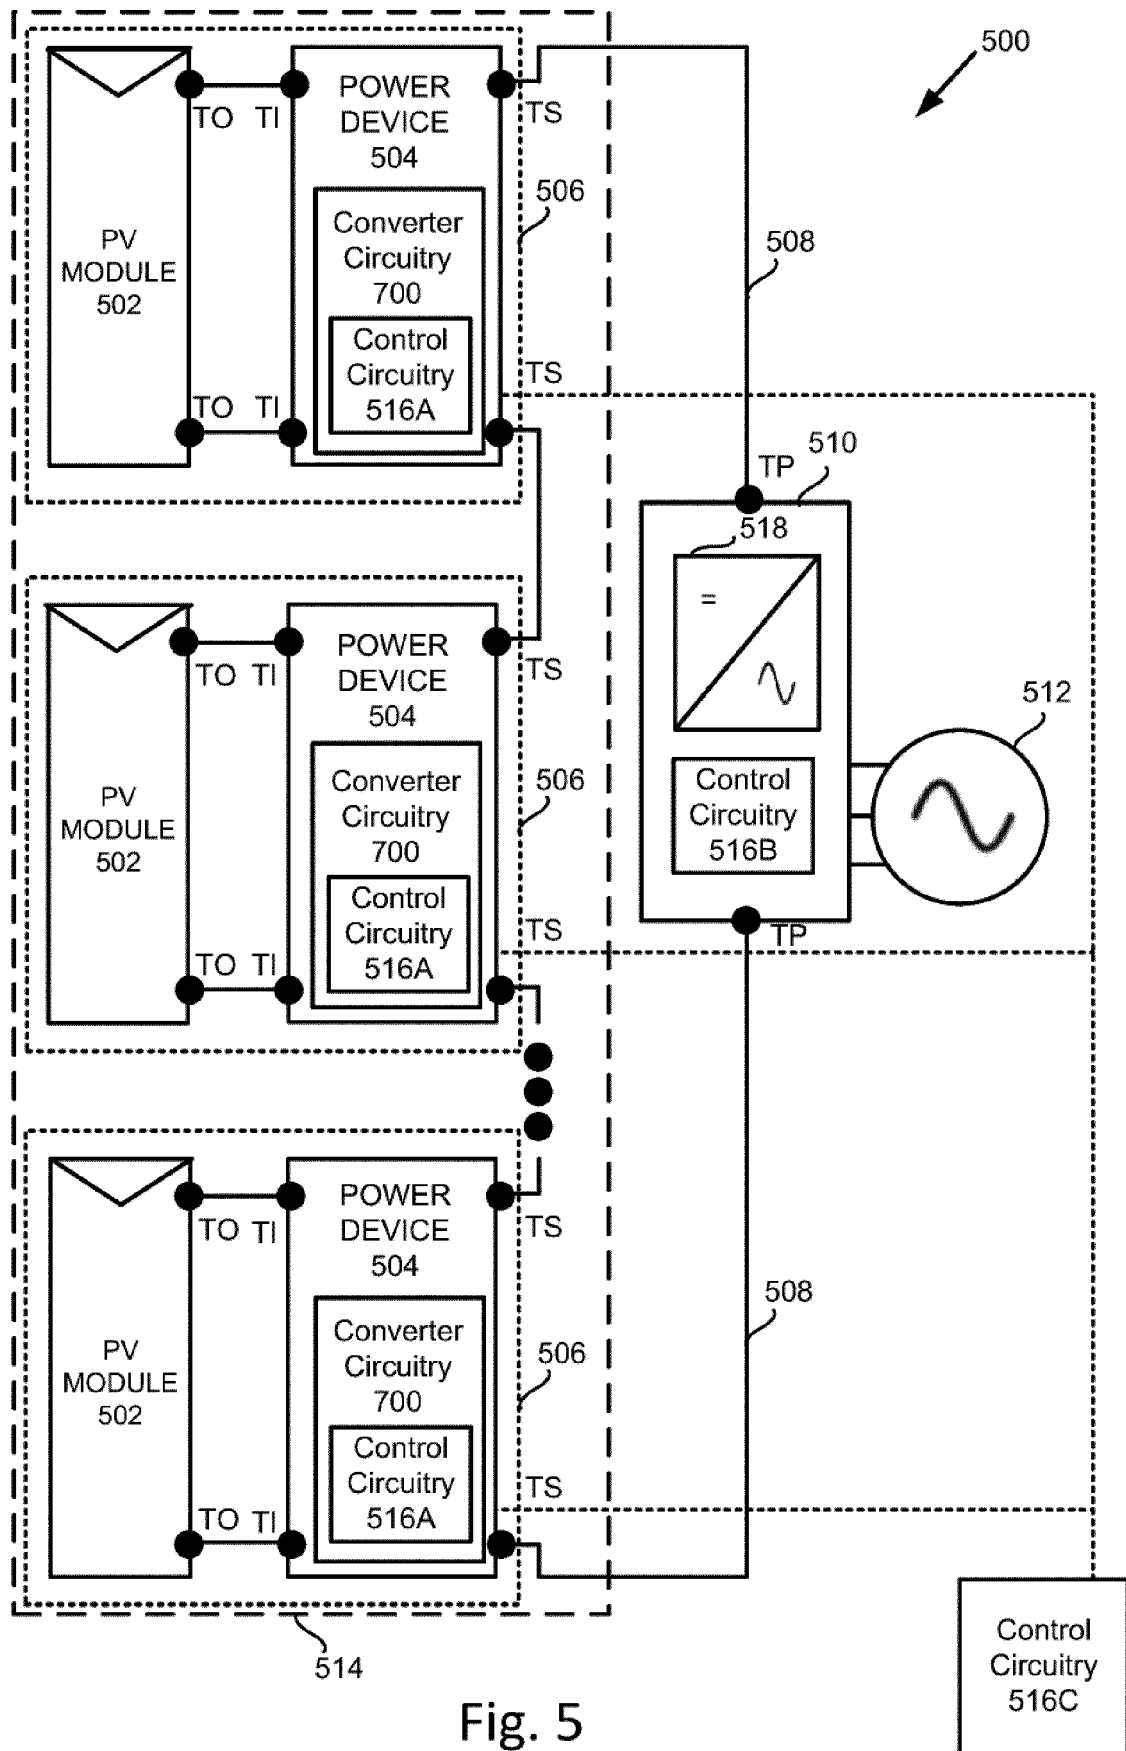 500
TO TI
POWER
DEVICE
504
TS
506
PV
MODULE
502
Converter
Circuitry
700
508
Control
Circuitry
516A
TS
TO TI
510
TP
518
=
PV
MODULE
502
TO TI
POWER
DEVICE
504
TS
506
Converter
Circuitry
700
512
Control
Circuitry
516B
Control
Circuitry
516A
TS
TP
TO TI
TO TI
POWER
DEVICE
504
TS
508
PV
MODULE
502
Converter
Circuitry
700
506
Control
Circuitry
516A
TS
TO TI
514
Control
Circuitry
516C
Fig. 5